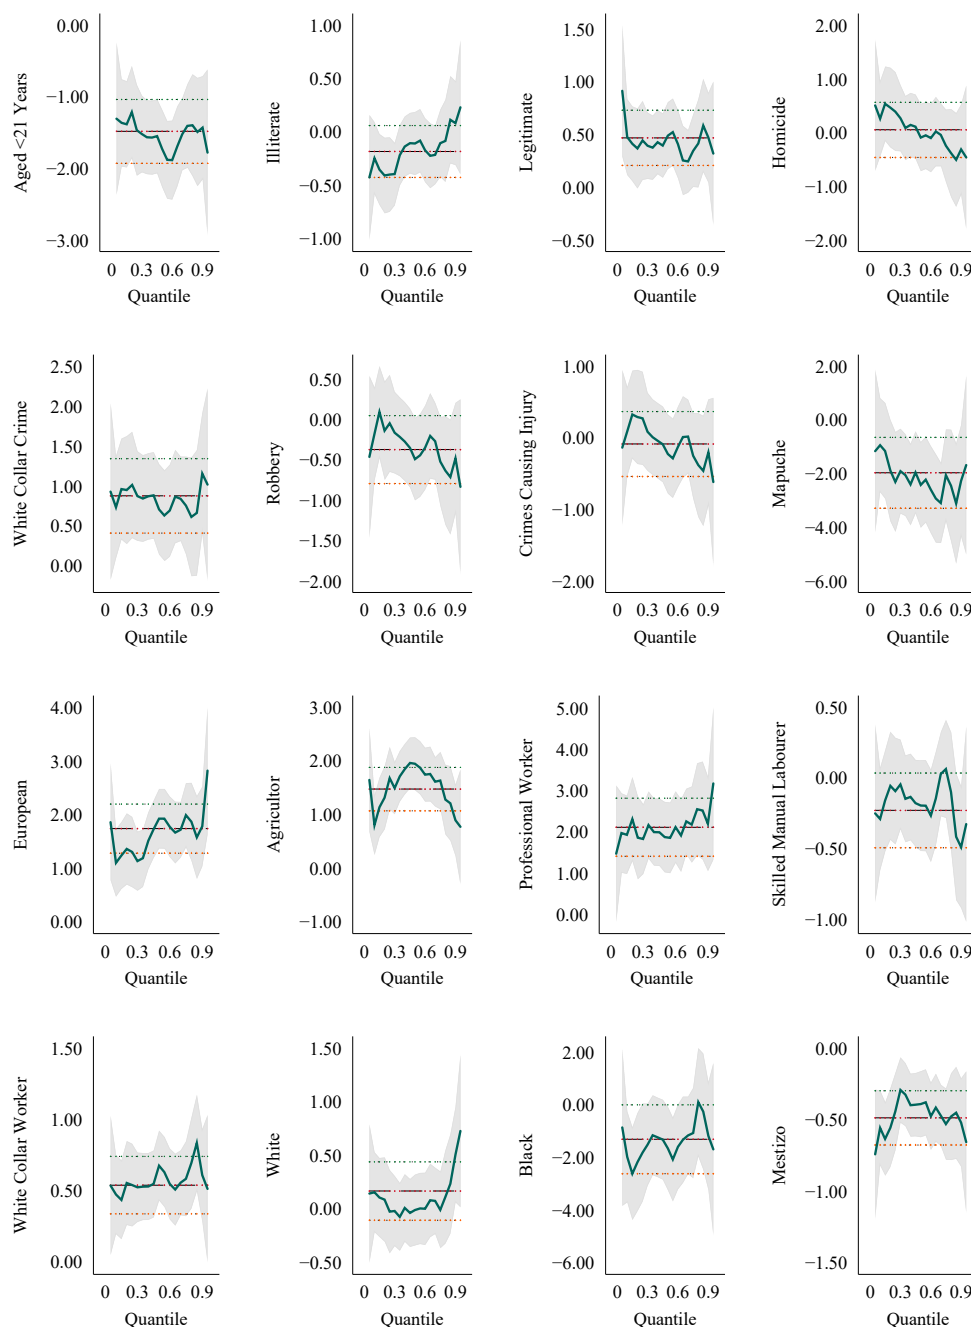 Aged <21 Years
0.00
−1.00
−2.00
−3.00
0 0.3 0.6 0.9
Quantile
Illiterate
1.00
0.50
0.00
−0.50
−1.00
0 0.3 0.6 0.9
Quantile
Legitimate
1.50
1.00
0.50
0.00
−0.50
0 0.3 0.6 0.9
Quantile
Homicide
2.00
1.00
0.00
−1.00
−2.00
0 0.3 0.6 0.9
Quantile
White Collar Crime
2.50
2.00
1.50
1.00
0.50
0.00
0 0.3 0.6 0.9
Quantile
Robbery
0.50
0.00
−0.50
−1.00
−1.50
−2.00
0 0.3 0.6 0.9
Quantile
Crimes Causing Injury
1.00
0.00
−1.00
−2.00
0 0.3 0.6 0.9
Quantile
Mapuche
2.00
0.00
−2.00
−4.00
−6.00
0 0.3 0.6 0.9
Quantile
European
4.00
3.00
2.00
1.00
0.00
0 0.3 0.6 0.9
Quantile
Agricultor
3.00
2.00
1.00
0.00
−1.00
0 0.3 0.6 0.9
Quantile
Professional Worker
5.00
4.00
3.00
2.00
1.00
0.00
0 0.3 0.6 0.9
Quantile
Skilled Manual Labourer
0.50
0.00
−0.50
−1.00
0 0.3 0.6 0.9
Quantile
White Collar Worker
1.50
1.00
0.50
0.00
0 0.3 0.6 0.9
Quantile
White
1.50
1.00
0.50
0.00
−0.50
0 0.3 0.6 0.9
Quantile
Black
2.00
0.00
−2.00
−4.00
−6.00
0 0.3 0.6 0.9
Quantile
Mestizo
0.00
−0.50
−1.00
−1.50
0 0.3 0.6 0.9
Quantile